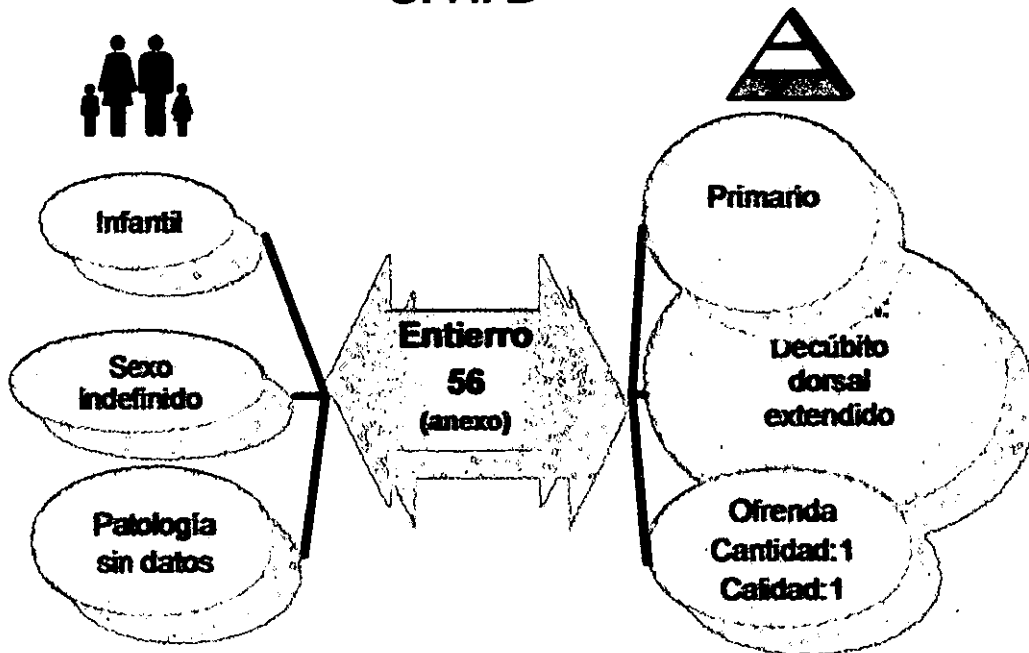 Infantil
Sexo
indefinido
Patología
sin datos
Entierro
56
(anexo)
Primario
Decúbito
dorsal
extendido
Ofrenda
Cantidad:1
Calidad:1